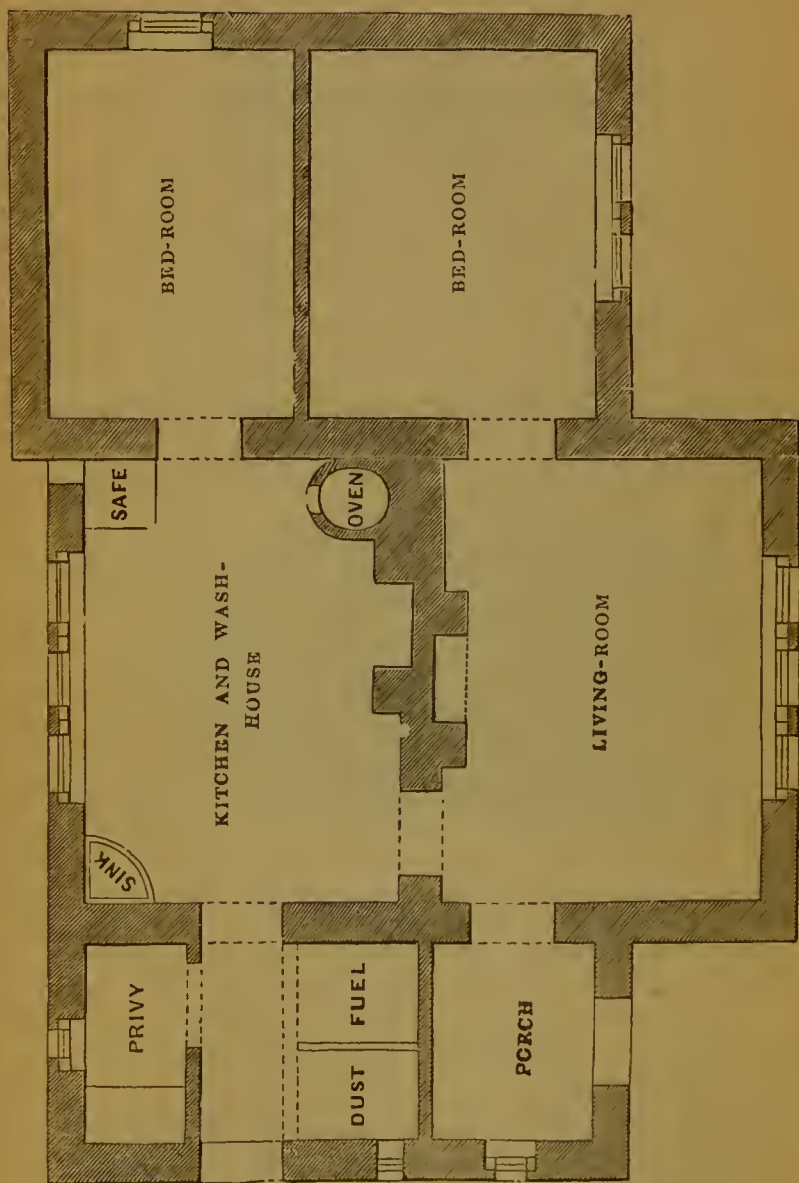 BED-ROOM
BED-ROOM
SAFE
OVEN
KITCHEN AND WASH-
HOUSE
LIVING-ROOM
SINK
PRIVY
FUEL
DUST
PORCH